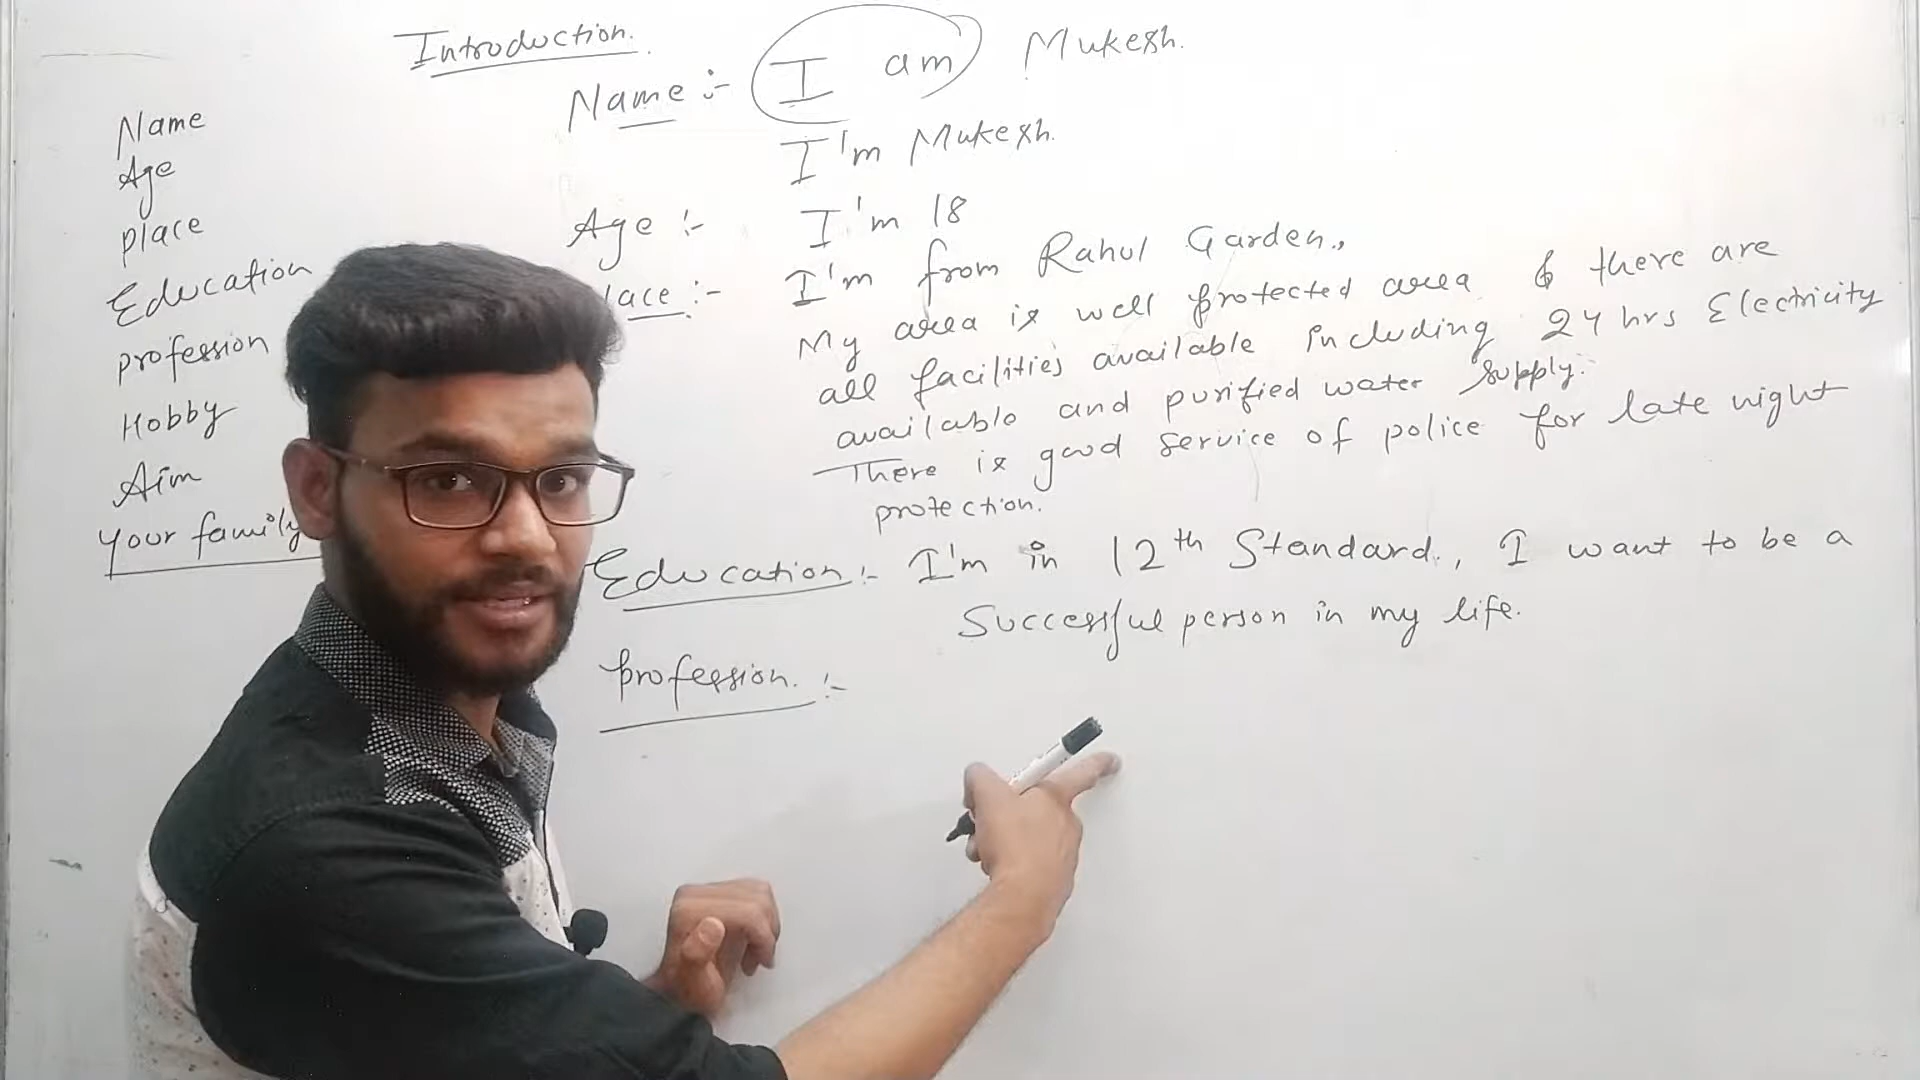 Introduction.
Name
Age
place
Education
profession
Hobby
Aim
Your family
Name :- I am Mukesh.
I'm Mukesh.
Age :- I'm 18
lace :- I'm from Rahul Garden.,
My area is well protected area & there are
all facilities available including 24 hrs Electricity
available and purified water supply.
There is good service of police for late night
protection.
Education :- I'm in 12th Standard., I want to be a
Successful person in my life.
profession. :-